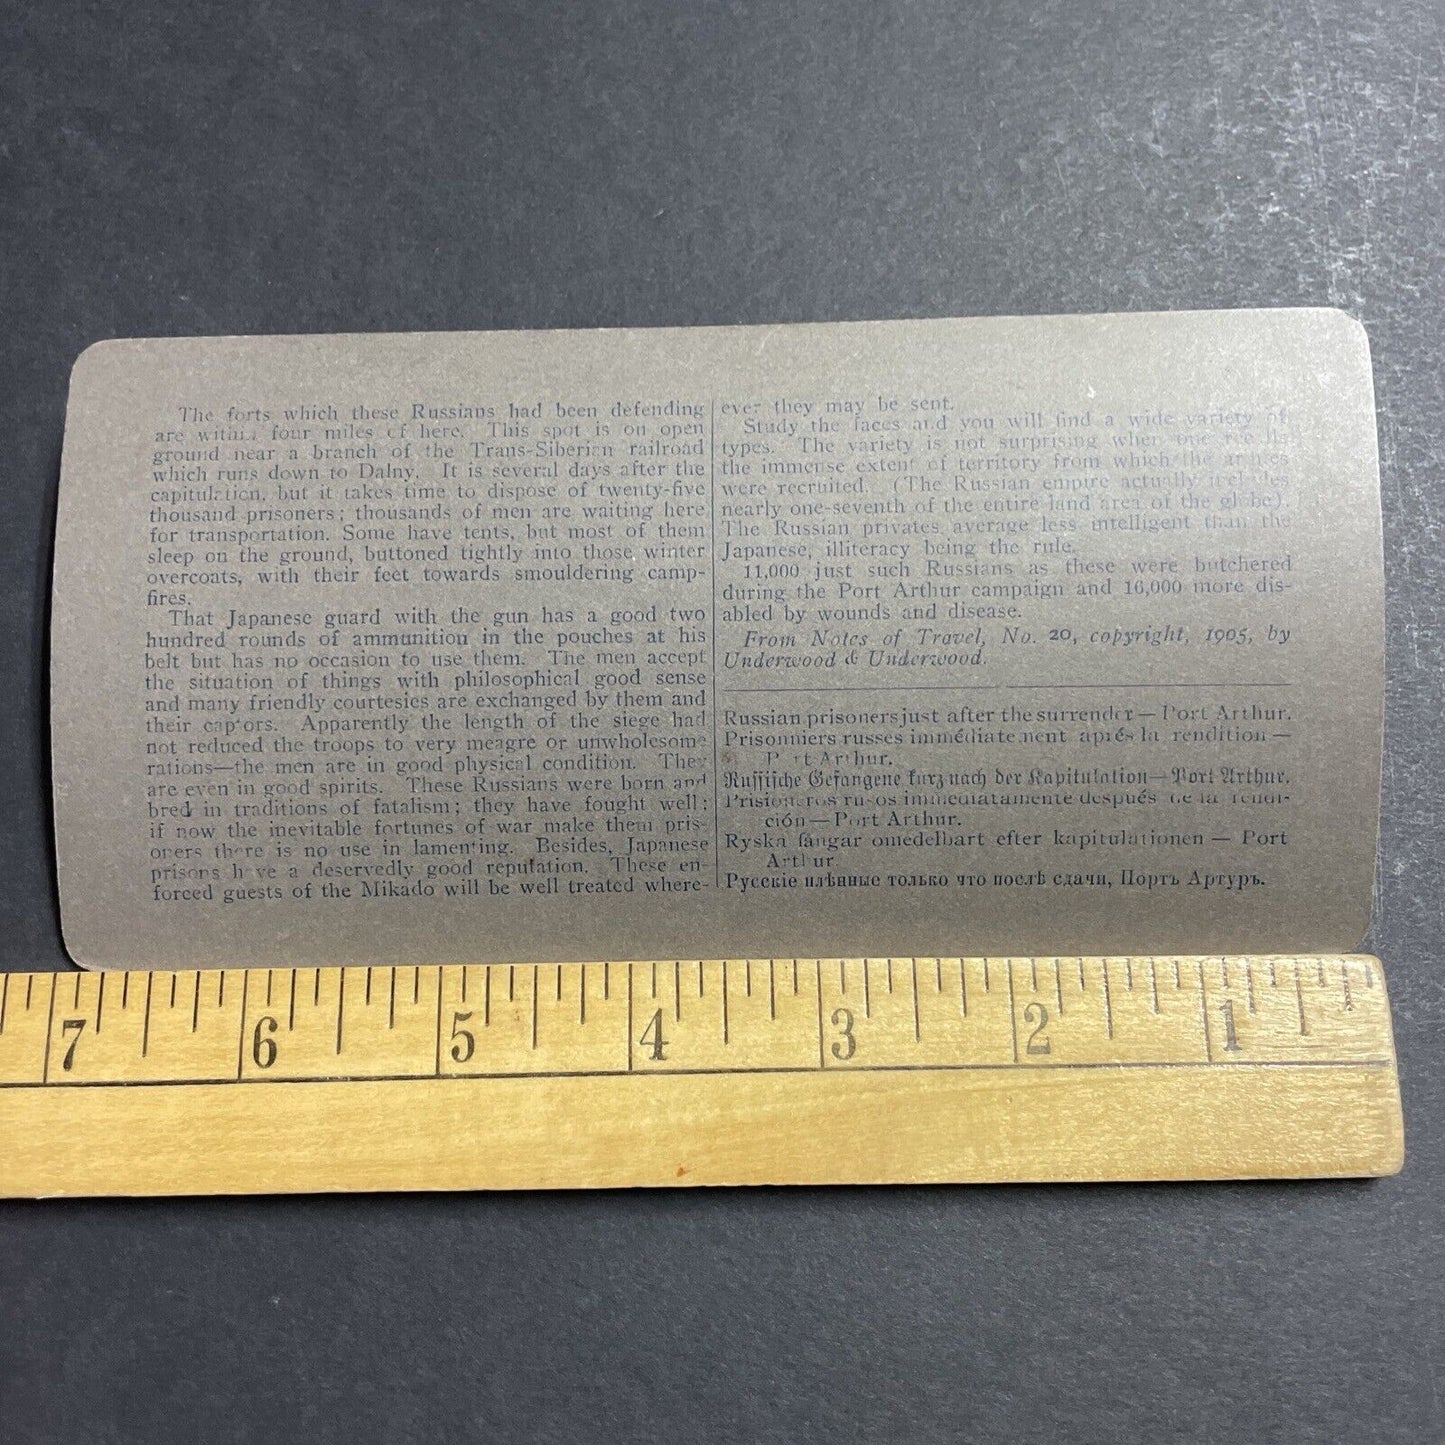 The forts which these Russians had been defending
are within four miles of here. This spot is on open
ground near a branch of the Trans-Siberian railroad
which runs down to Dalny. It is several days after the
capitulation, but it takes time to dispose of twenty-five
thousand prisoners; thousands of men are waiting here
for transportation. Some have tents, but most of them
sleep on the ground, buttoned tightly into those winter
overcoats, with their feet towards smouldering camp-
fires.
That Japanese guard with the gun has a good two
hundred rounds of ammunition in the pouches at his
belt but has no occasion to use them. The men accept
the situation of things with philosophical good sense
and many friendly courtesies are exchanged by them and
their captors. Apparently the length of the siege had
not reduced the troops to very meagre or unwholesome
rations—the men are in good physical condition. They
are even in good spirits. These Russians were born and
bred in traditions of fatalism; they have fought well;
if now the inevitable fortunes of war make them pris-
oners there is no use in lamenting. Besides, Japanese
prisons have a deservedly good reputation. These en-
forced guests of the Mikado will be well treated where-
ever they may be sent.
Study the faces and you will find a wide variety of
types. The variety is not surprising when one recalls
the immense extent of territory from which the armies
were recruited. (The Russian empire actually includes
nearly one-seventh of the entire land area of the globe).
The Russian privates average less intelligent than the
Japanese, illiteracy being the rule.
11,000 just such Russians as these were butchered
during the Port Arthur campaign and 16,000 more dis-
abled by wounds and disease.
From Notes of Travel, No. 20, copyright, 1905, by
Underwood & Underwood.
Russian prisoners just after the surrender — Port Arthur.
Prisonniers russes immédiatement après la rendition —
Port Arthur.
Russische Gefangene kurz nach der Kapitulation — Port Arthur.
Prisioneros rusos immediatamente después de la rendi-
ción — Port Arthur.
Ryska fångar omedelbart efter kapitulationen — Port
Arthur.
Русскіе плѣнные только что послѣ сдачи, Портъ Артуръ.
7 6 5 4 3 2 1